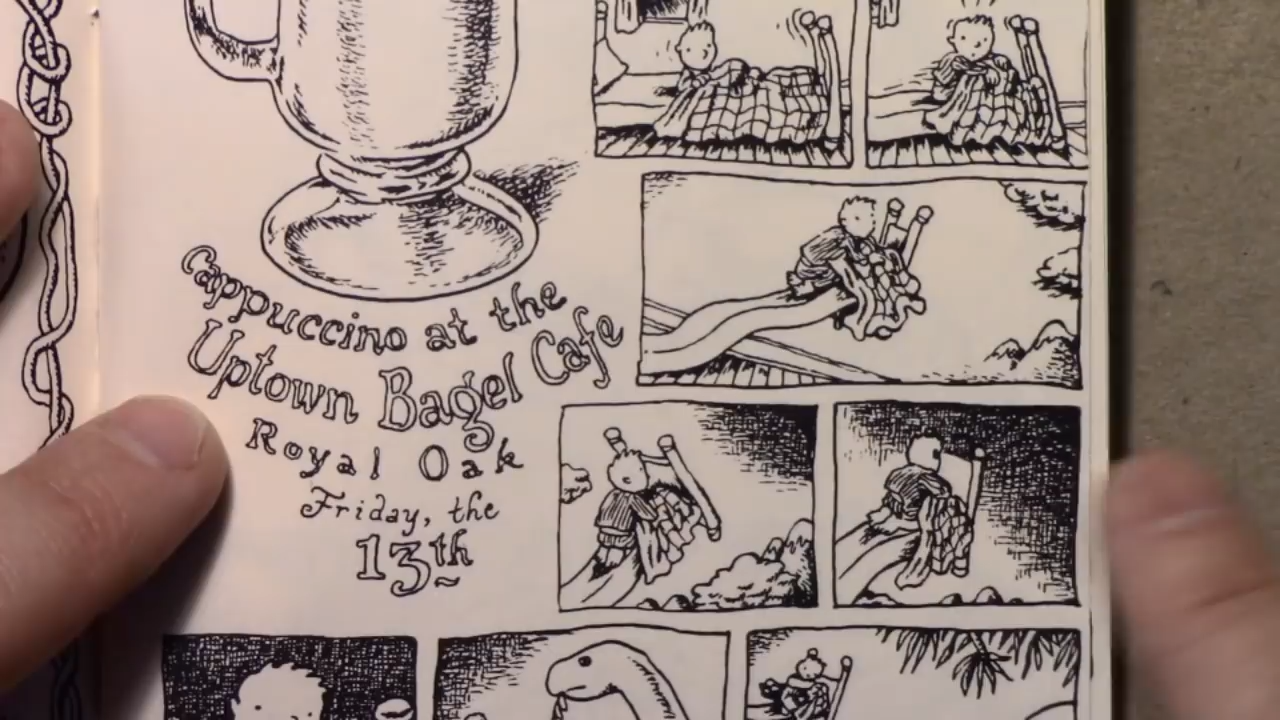 Cappuccino at the
Uptown Bagel Cafe
Royal Oak
Friday, the
13th